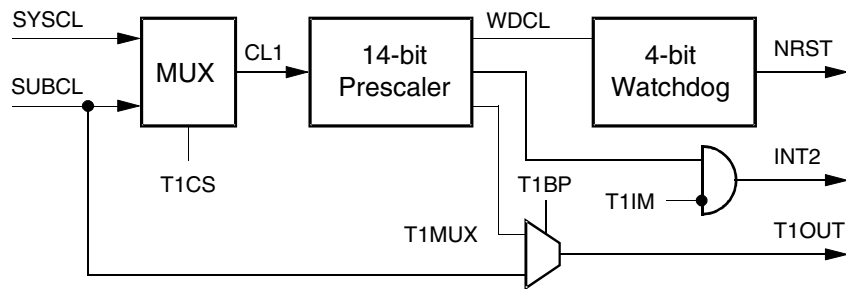 SYSCL
SUBCL
MUX
CL1
T1CS
14-bit
Prescaler
WDCL
4-bit
Watchdog
NRST
INT2
T1BP
T1IM
T1MUX
T1OUT